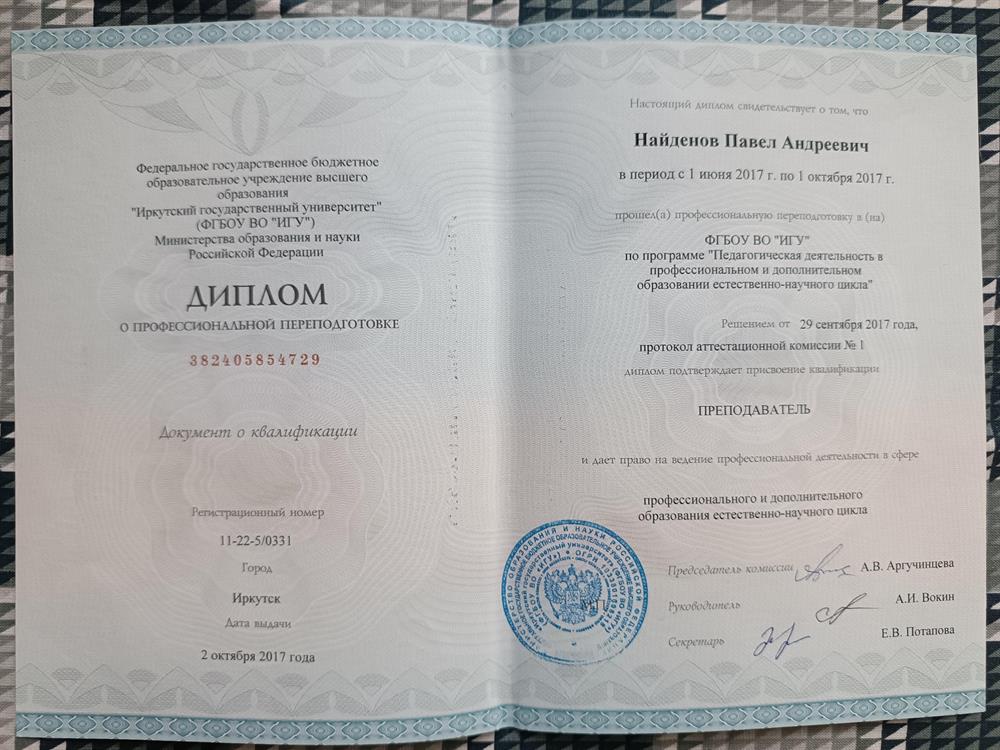 Федеральное государственное бюджетное
образовательное учреждение высшего
образования
"Иркутский государственный университет"
(ФГБОУ ВО "ИГУ")
Министерства образования и науки
Российской Федерации
ДИПЛОМ
О ПРОФЕССИОНАЛЬНОЙ ПЕРЕПОДГОТОВКЕ
382405854729
Документ о квалификации
Регистрационный номер
11-22-5/0331
Город
Иркутск
Дата выдачи
2 октября 2017 года
Настоящий диплом свидетельствует о том, что
Найденов Павел Андреевич
в период с 1 июня 2017 г. по 1 октября 2017 г.
прошел(а) профессиональную переподготовку в (на)
ФГБОУ ВО "ИГУ"
по программе "Педагогическая деятельность в
профессиональном и дополнительном
образовании естественно-научного цикла"
Решением от 29 сентября 2017 года,
протокол аттестационной комиссии № 1
диплом подтверждает присвоение квалификации
ПРЕПОДАВАТЕЛЬ
и дает право на ведение профессиональной деятельности в сфере
профессионального и дополнительного
образования естественно-научного цикла
Председатель комиссии А.В. Аргучинцева
Руководитель А.И. Вокин
Секретарь Е.В. Потапова
М.П.